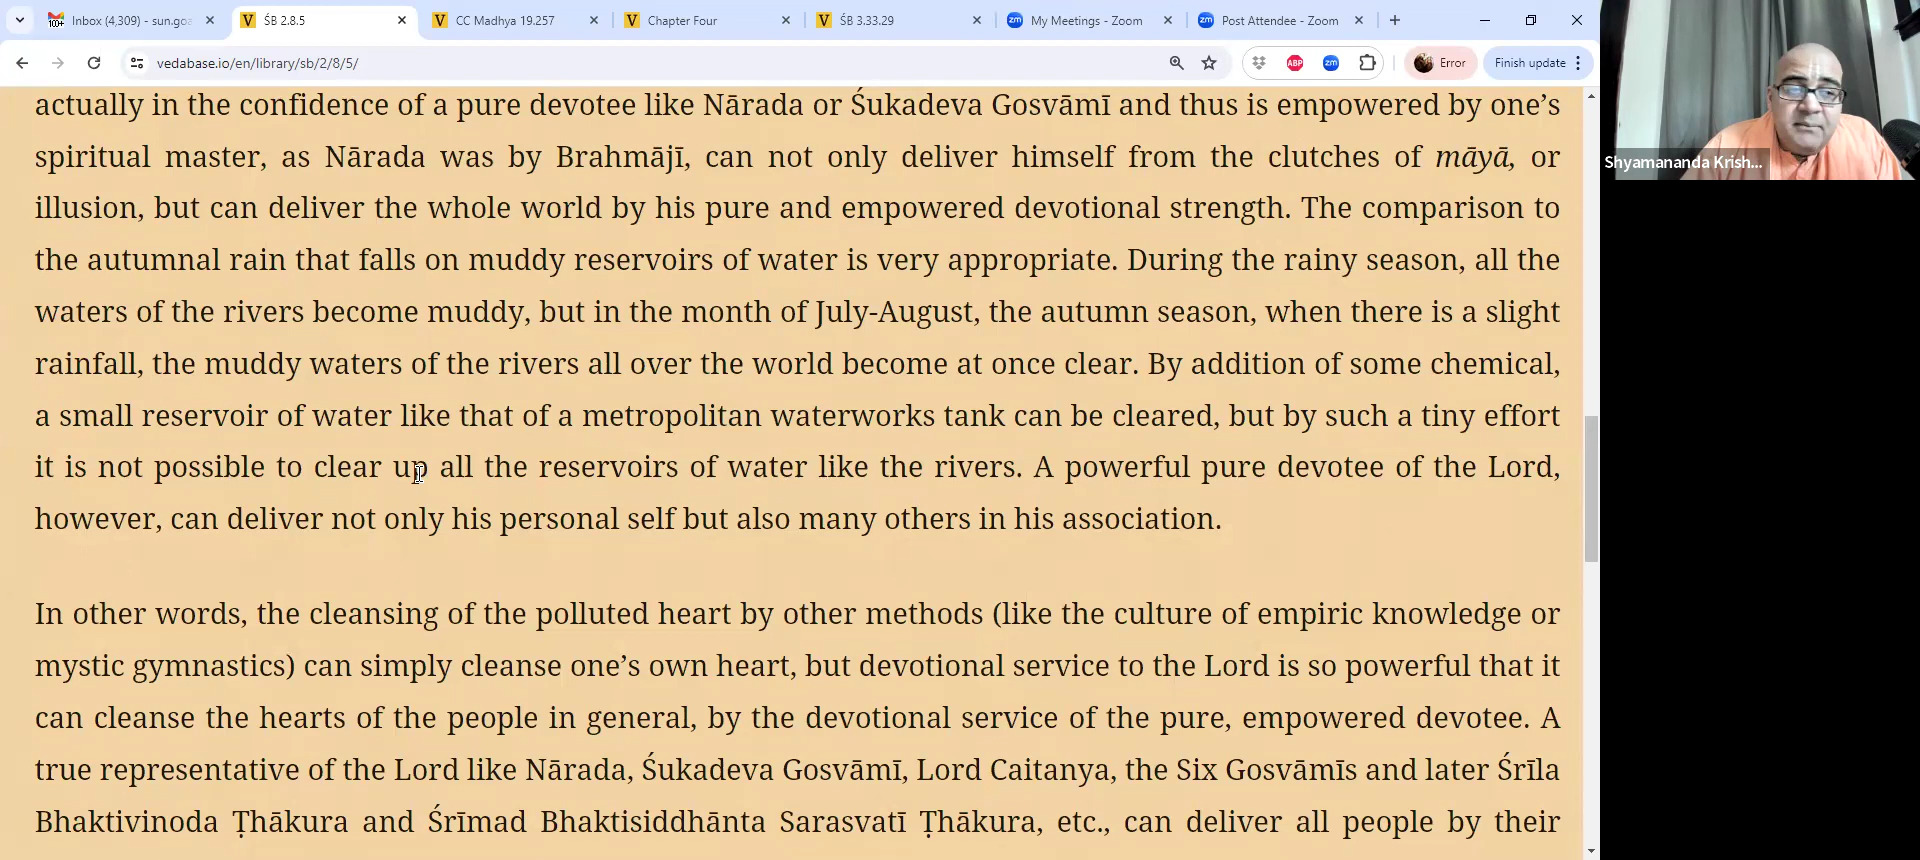 Inbox (4,309) - sun.goa
ŚB 2.8.5
CC Madhya 19.257
Chapter Four
ŚB 3.33.29
My Meetings - Zoom
Post Attendee - Zoom
vedabase.io/en/library/sb/2/8/5/
ABP
zm
Error
Finish update
Shyamananda Krish...
actually in the confidence of a pure devotee like Nārada or Śukadeva Gosvāmī and thus is empowered by one’s
spiritual master, as Nārada was by Brahmājī, can not only deliver himself from the clutches of māyā, or
illusion, but can deliver the whole world by his pure and empowered devotional strength. The comparison to
the autumnal rain that falls on muddy reservoirs of water is very appropriate. During the rainy season, all the
waters of the rivers become muddy, but in the month of July-August, the autumn season, when there is a slight
rainfall, the muddy waters of the rivers all over the world become at once clear. By addition of some chemical,
a small reservoir of water like that of a metropolitan waterworks tank can be cleared, but by such a tiny effort
it is not possible to clear up all the reservoirs of water like the rivers. A powerful pure devotee of the Lord,
however, can deliver not only his personal self but also many others in his association.
In other words, the cleansing of the polluted heart by other methods (like the culture of empiric knowledge or
mystic gymnastics) can simply cleanse one’s own heart, but devotional service to the Lord is so powerful that it
can cleanse the hearts of the people in general, by the devotional service of the pure, empowered devotee. A
true representative of the Lord like Nārada, Śukadeva Gosvāmī, Lord Caitanya, the Six Gosvāmīs and later Śrīla
Bhaktivinoda Ṭhākura and Śrīmad Bhaktisiddhānta Sarasvatī Ṭhākura, etc., can deliver all people by their